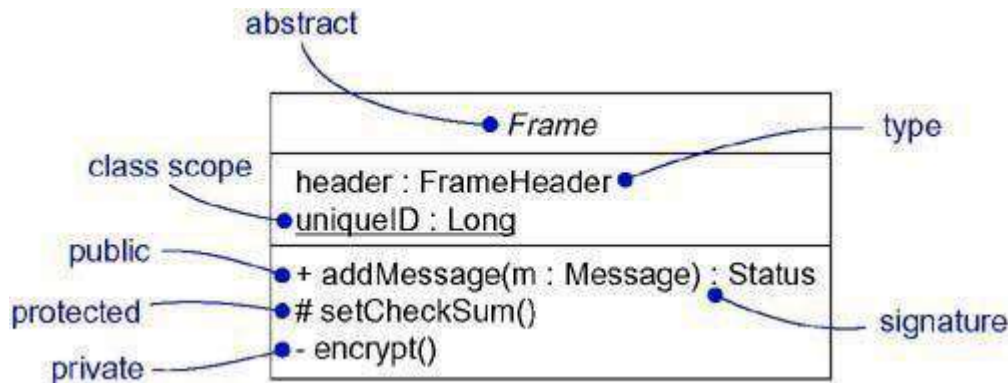 abstract
Frame
type
class scope
header : FrameHeader
uniqueID : Long
public
+ addMessage(m : Message) : Status
protected
# setCheckSum()
signature
- encrypt()
private